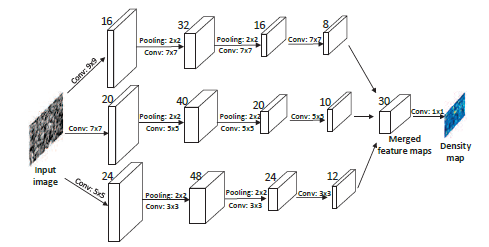 16
32
16
8
Pooling: 2x2
Pooling: 2x2
Conv: 7x7
Conv: 9x9
Conv: 7x7
Conv: 7x7
20
40
20
10
30
Pooling: 2x2
Pooling: 2x2
Conv: 1x1
Conv: 7x7
Conv: 5x5
Conv: 5x5
Conv: 5x5
Merged
feature maps
Density
map
Input
image
Conv: 5x5
24
48
24
12
Pooling: 2x2
Pooling: 2x2
Conv: 3x3
Conv: 3x3
Conv: 3x3